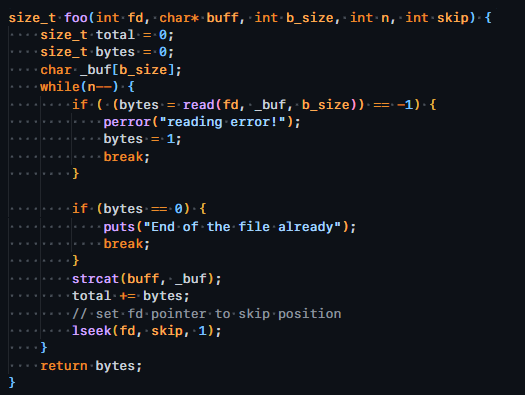 size_t foo(int fd, char* buff, int b_size, int n, int skip) {
    size_t total = 0;
    size_t bytes = 0;
    char _buf[b_size];
    while(n--) {
        if ( (bytes = read(fd, _buf, b_size)) == -1) {
            perror("reading error!");
            bytes = 1;
            break;
        }

        if (bytes == 0) {
            puts("End of the file already");
            break;
        }
        strcat(buff, _buf);
        total += bytes;
        // set fd pointer to skip position
        lseek(fd, skip, 1);
    }
    return bytes;
}